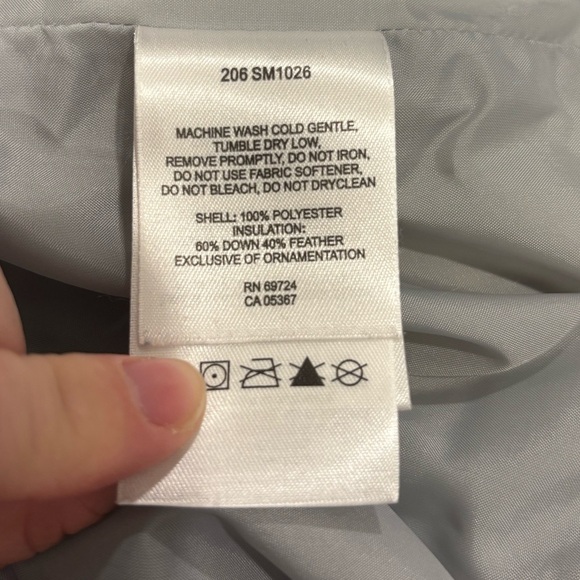 206 SM1026
MACHINE WASH COLD GENTLE,
TUMBLE DRY LOW,
REMOVE PROMPTLY, DO NOT IRON,
DO NOT USE FABRIC SOFTENER,
DO NOT BLEACH, DO NOT DRYCLEAN
SHELL: 100% POLYESTER
INSULATION:
60% DOWN 40% FEATHER
EXCLUSIVE OF ORNAMENTATION
RN 69724
CA 05367